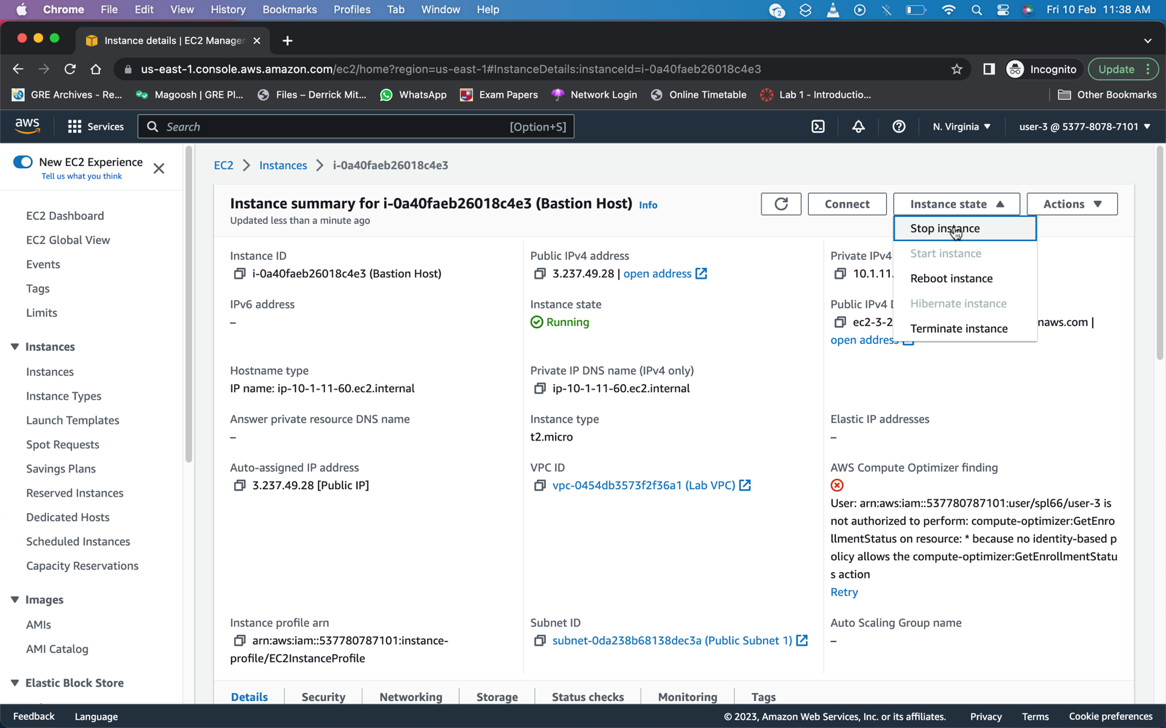 Chrome File Edit View History Bookmarks Profiles Tab Window Help 2 Fri 10 Feb 11:38 AM
Instance details | EC2 Manager
us-east-1.console.aws.amazon.com/ec2/home?region=us-east-1#InstanceDetails:instanceId=i-0a40faeb26018c4e3 Incognito Update
GRE Archives - Re... Magoosh | GRE Pl... Files – Derrick Mit... WhatsApp Exam Papers Network Login Online Timetable Lab 1 - Introductio... Other Bookmarks
aws Services Search [Option+S] N. Virginia user-3 @ 5377-8078-7101
New EC2 Experience
Tell us what you think
EC2 Dashboard
EC2 Global View
Events
Tags
Limits
Instances
Instances
Instance Types
Launch Templates
Spot Requests
Savings Plans
Reserved Instances
Dedicated Hosts
Scheduled Instances
Capacity Reservations
Images
AMIs
AMI Catalog
Elastic Block Store
EC2 Instances i-0a40faeb26018c4e3
Instance summary for i-0a40faeb26018c4e3 (Bastion Host) Info
Updated less than a minute ago
Connect Instance state Actions
Stop instance
Start instance
Reboot instance
Hibernate instance
Terminate instance
Instance ID
i-0a40faeb26018c4e3 (Bastion Host)
Public IPv4 address
3.237.49.28 | open address
Private IPv4
10.1.11.
IPv6 address
–
Instance state
Running
Public IPv4 D
ec2-3-2 naws.com |
open address
Hostname type
IP name: ip-10-1-11-60.ec2.internal
Private IP DNS name (IPv4 only)
ip-10-1-11-60.ec2.internal
Answer private resource DNS name
–
Instance type
t2.micro
Elastic IP addresses
–
Auto-assigned IP address
3.237.49.28 [Public IP]
VPC ID
vpc-0454db3573f2f36a1 (Lab VPC)
AWS Compute Optimizer finding
User: arn:aws:iam::537780787101:user/spl66/user-3 is
not authorized to perform: compute-optimizer:GetEnro
llmentStatus on resource: * because no identity-based p
olicy allows the compute-optimizer:GetEnrollmentStatu
s action
Retry
Instance profile arn
arn:aws:iam::537780787101:instance-
profile/EC2InstanceProfile
Subnet ID
subnet-0da238b68138dec3a (Public Subnet 1)
Auto Scaling Group name
–
Details Security Networking Storage Status checks Monitoring Tags
Feedback Language © 2023, Amazon Web Services, Inc. or its affiliates. Privacy Terms Cookie preferences